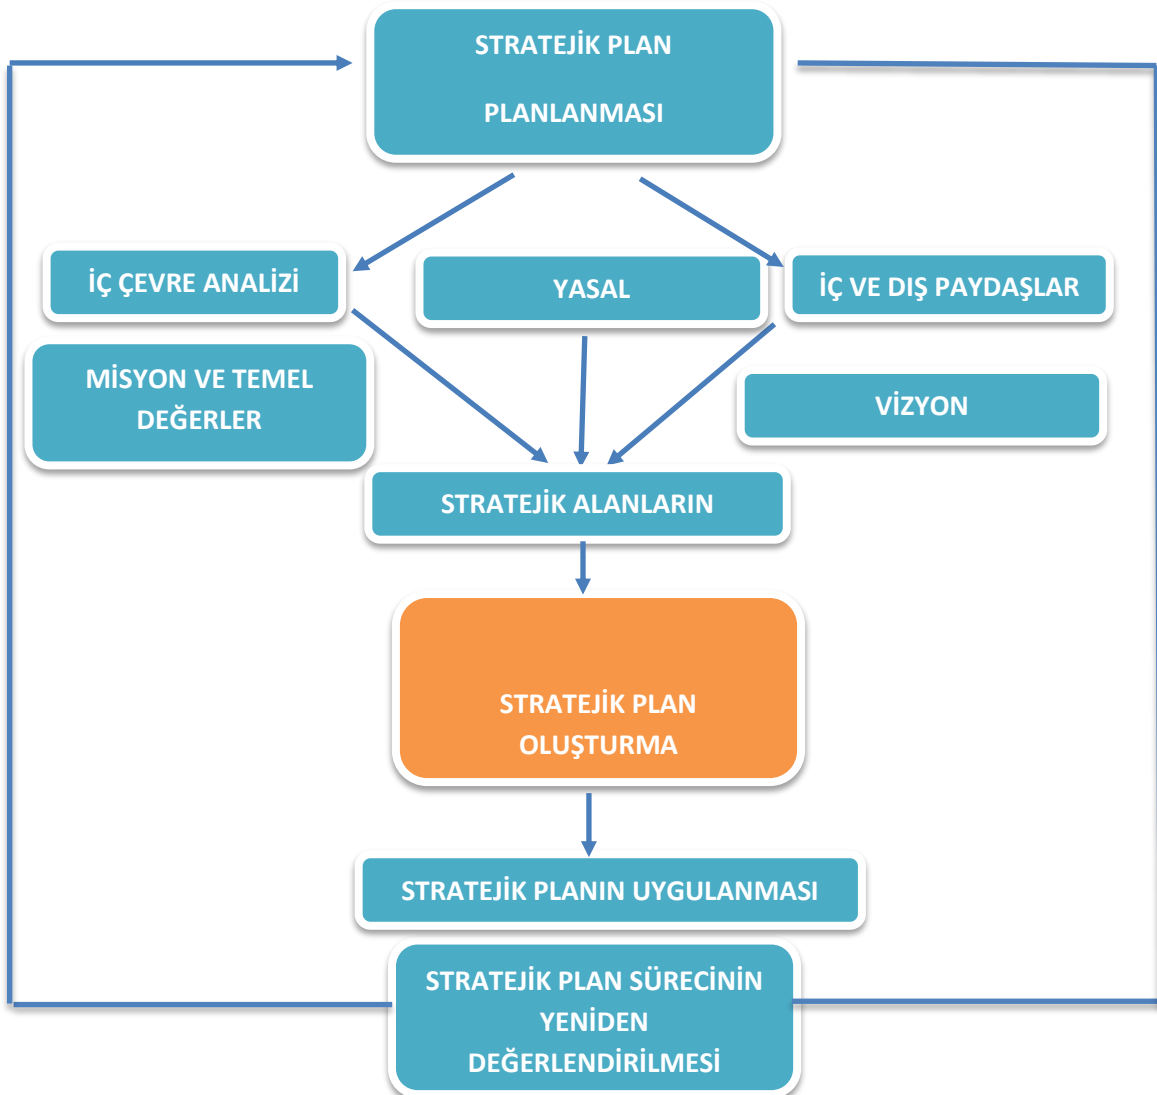 STRATEJİK PLAN
PLANLANMASI
İÇ ÇEVRE ANALİZİ
YASAL
İÇ VE DIŞ PAYDAŞLAR
MİSYON VE TEMEL
DEĞERLER
VİZYON
STRATEJİK ALANLARIN
STRATEJİK PLAN
OLUŞTURMA
STRATEJİK PLANIN UYGULANMASI
STRATEJİK PLAN SÜRECİNİN
YENİDEN
DEĞERLENDİRİLMESİ